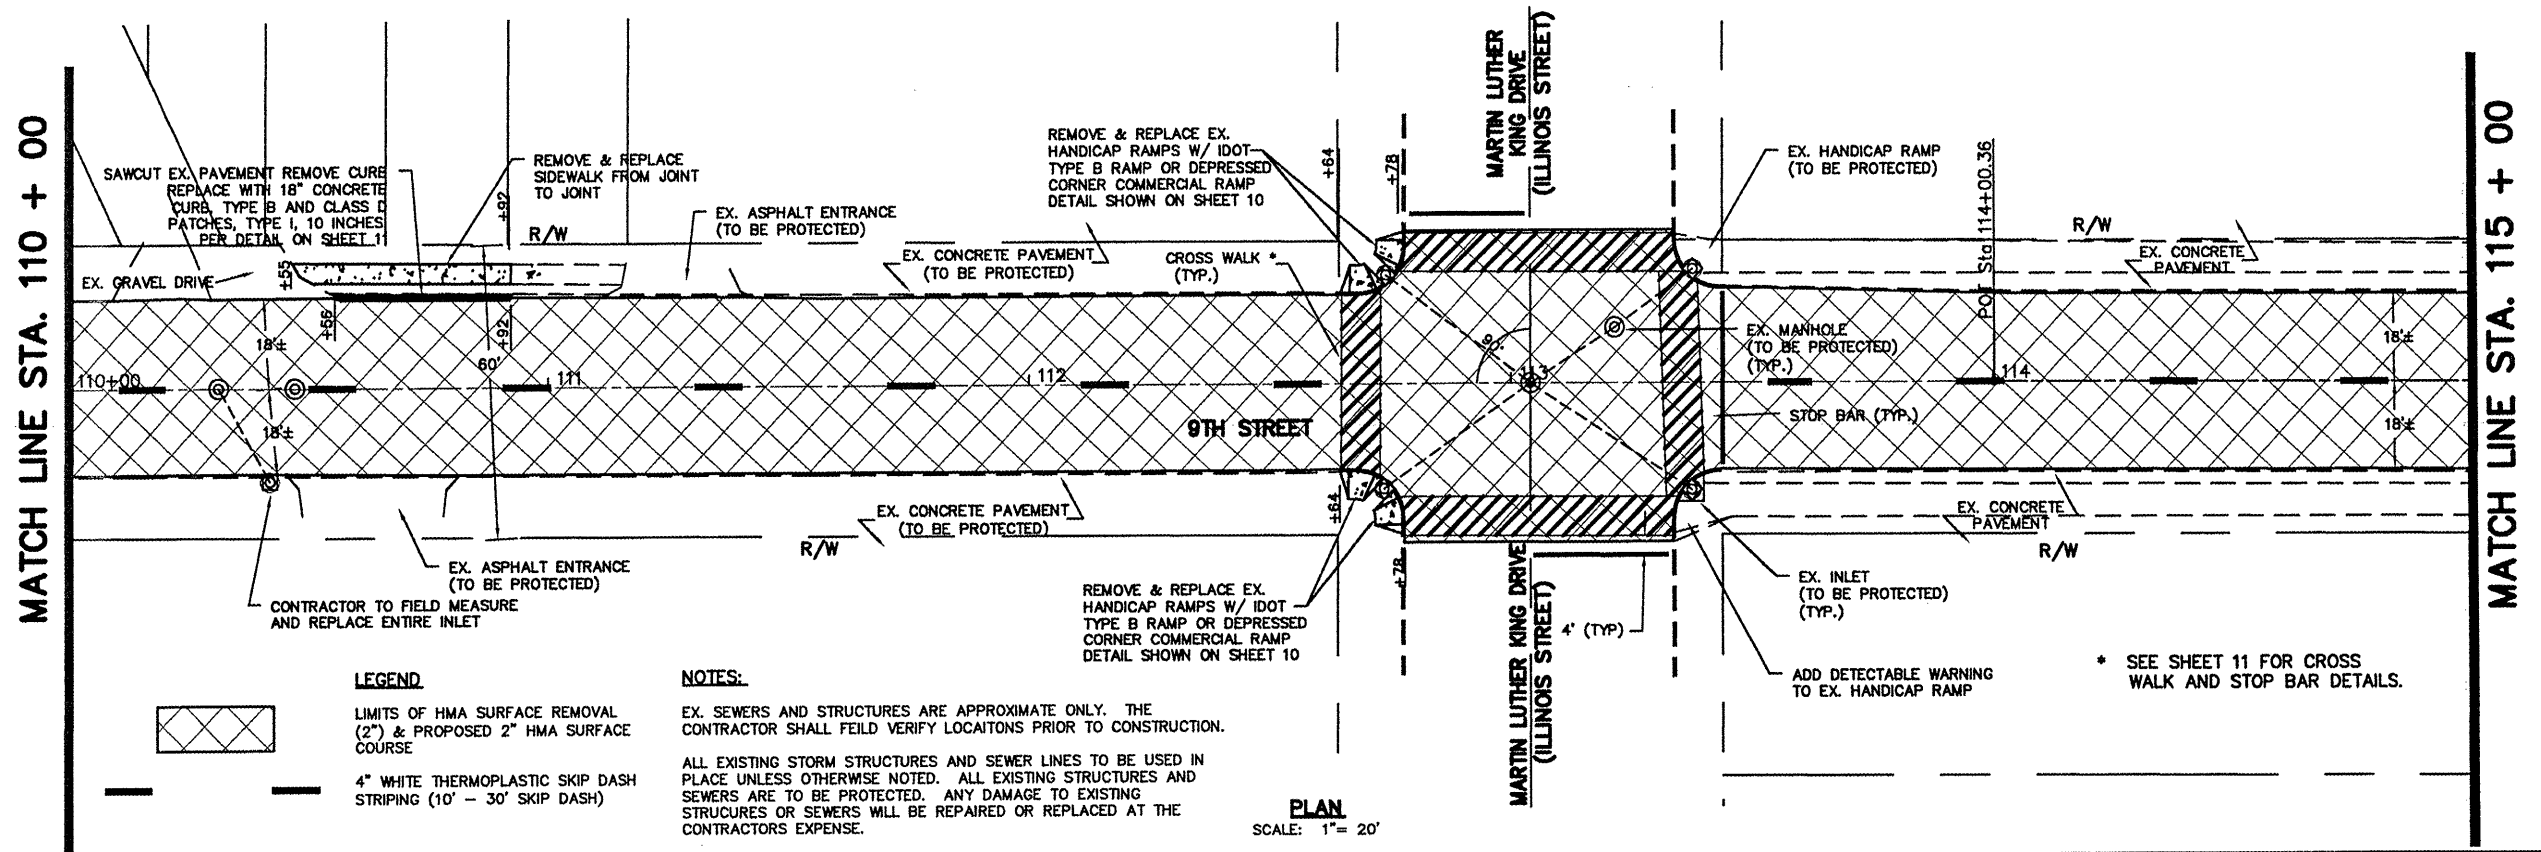 MATCH LINE STA. 110 + 00
SAWCUT EX. PAVEMENT REMOVE CURB
REPLACE WITH 18" CONCRETE
CURB, TYPE B AND CLASS D
PATCHES, TYPE I, 10 INCHES
PER DETAIL ON SHEET 11
REMOVE & REPLACE
SIDEWALK FROM JOINT
TO JOINT
+92
R/W
EX. ASPHALT ENTRANCE
(TO BE PROTECTED)
EX. GRAVEL DRIVE
+55
+56
+92
18'±
18'±
60'
EX. CONCRETE PAVEMENT
(TO BE PROTECTED)
REMOVE & REPLACE EX.
HANDICAP RAMPS W/ IDOT
TYPE B RAMP OR DEPRESSED
CORNER COMMERCIAL RAMP
DETAIL SHOWN ON SHEET 10
CROSS WALK *
(TYP.)
+64
+78
MARTIN LUTHER
KING DRIVE
(ILLINOIS STREET)
EX. HANDICAP RAMP
(TO BE PROTECTED)
POT Sta 114+00.36
R/W
EX. CONCRETE
PAVEMENT
EX. MANHOLE
(TO BE PROTECTED)
(TYP.)
90°
110+00
111
112
113
114
9TH STREET
STOP BAR (TYP.)
18'±
18'±
MATCH LINE STA. 115 + 00
EX. CONCRETE PAVEMENT
(TO BE PROTECTED)
R/W
EX. ASPHALT ENTRANCE
(TO BE PROTECTED)
CONTRACTOR TO FIELD MEASURE
AND REPLACE ENTIRE INLET
+64
+78
REMOVE & REPLACE EX.
HANDICAP RAMPS W/ IDOT
TYPE B RAMP OR DEPRESSED
CORNER COMMERCIAL RAMP
DETAIL SHOWN ON SHEET 10
MARTIN LUTHER KING DRIVE
(ILLINOIS STREET)
4' (TYP)
EX. CONCRETE
PAVEMENT
R/W
EX. INLET
(TO BE PROTECTED)
(TYP.)
ADD DETECTABLE WARNING
TO EX. HANDICAP RAMP
* SEE SHEET 11 FOR CROSS
WALK AND STOP BAR DETAILS.
LEGEND
LIMITS OF HMA SURFACE REMOVAL
(2") & PROPOSED 2" HMA SURFACE
COURSE
4" WHITE THERMOPLASTIC SKIP DASH
STRIPING (10' – 30' SKIP DASH)
NOTES:
EX. SEWERS AND STRUCTURES ARE APPROXIMATE ONLY. THE
CONTRACTOR SHALL FEILD VERIFY LOCAITONS PRIOR TO CONSTRUCTION.
ALL EXISTING STORM STRUCTURES AND SEWER LINES TO BE USED IN
PLACE UNLESS OTHERWISE NOTED. ALL EXISTING STRUCTURES AND
SEWERS ARE TO BE PROTECTED. ANY DAMAGE TO EXISTING
STRUCURES OR SEWERS WILL BE REPAIRED OR REPLACED AT THE
CONTRACTORS EXPENSE.
PLAN
SCALE: 1"= 20'